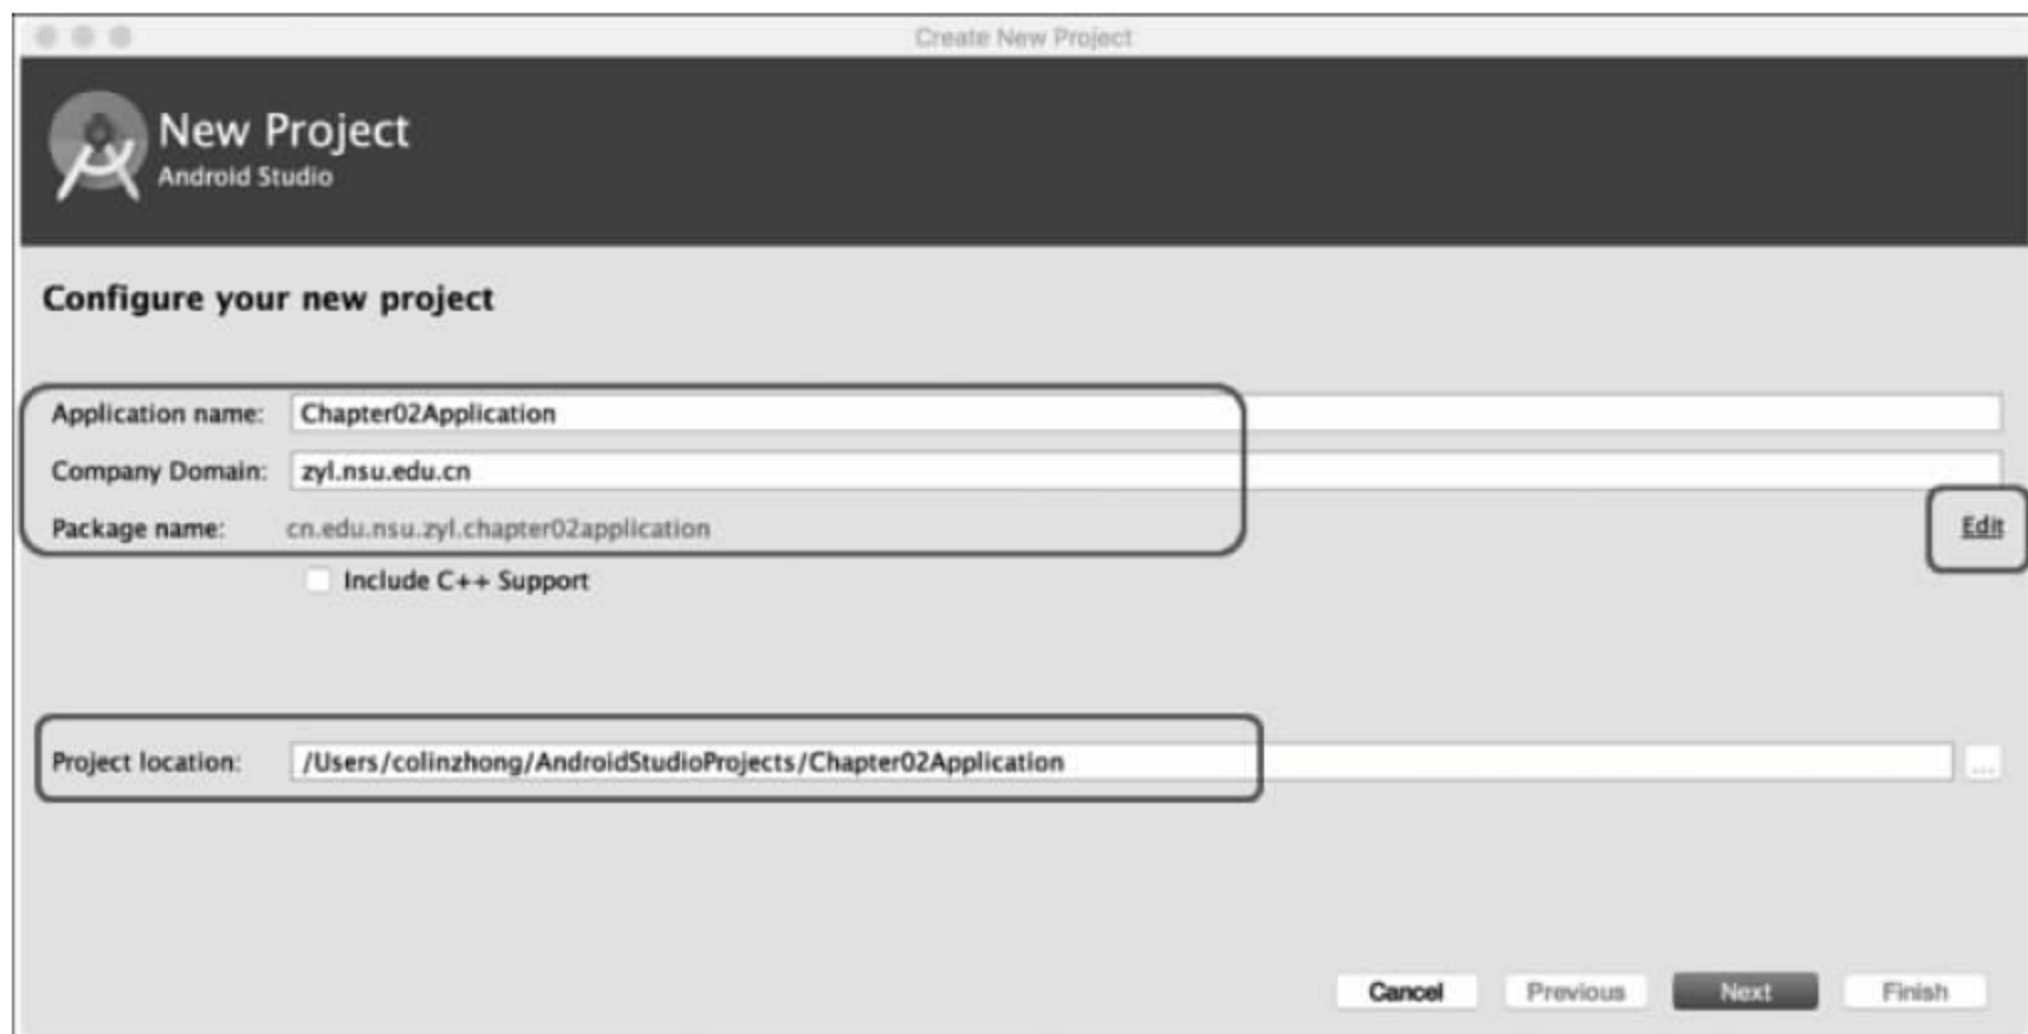 Create New Project
New Project
Android Studio
Configure your new project
Application name: Chapter02Application
Company Domain: zyl.nsu.edu.cn
Package name: cn.edu.nsu.zyl.chapter02application Edit
Include C++ Support
Project location: /Users/colinzhong/AndroidStudioProjects/Chapter02Application ...
Cancel Previous Next Finish